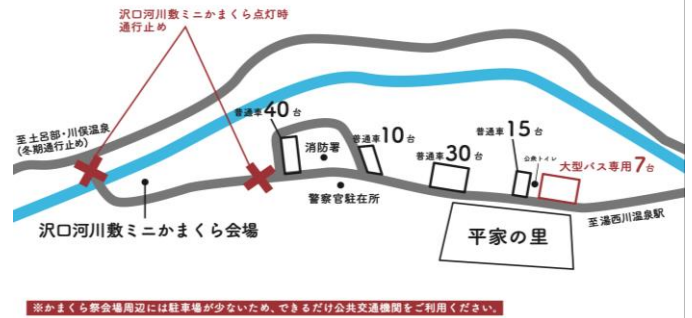 沢口河川敷ミニかまくら点灯時
通行止め
至土呂部・川俣温泉
(冬期通行止め)
普通車40台
消防署
普通車10台
普通車15台
公衆トイレ
普通車30台
大型バス専用7台
警察官駐在所
沢口河川敷ミニかまくら会場
平家の里
至湯西川温泉駅
※かまくら祭会場周辺には駐車場が少ないため、できるだけ公共交通機関をご利用ください。